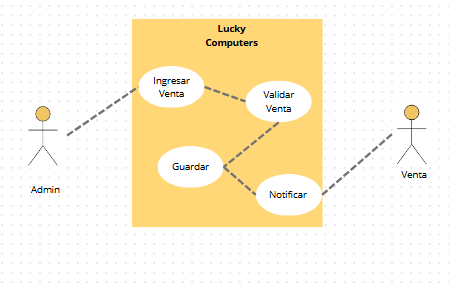 Lucky
Computers
Ingresar
Venta
Validar
Venta
Guardar
Notificar
Admin
Venta